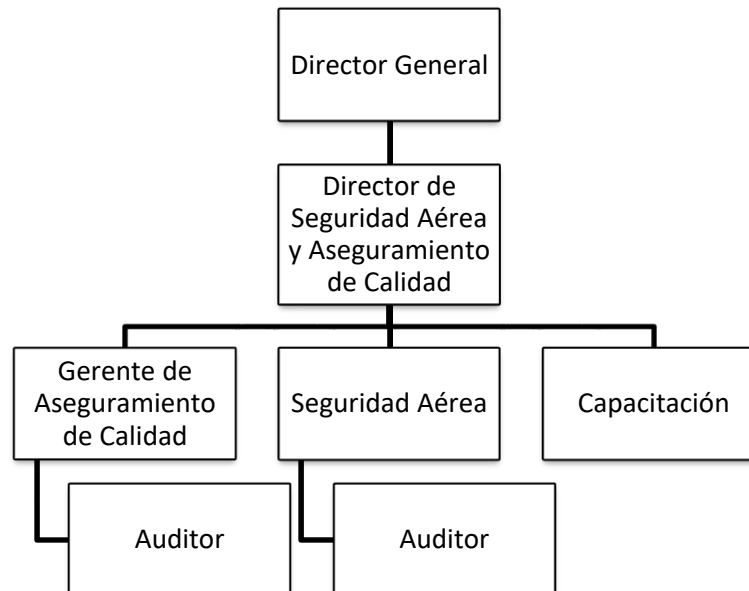 Director General
Director de
Seguridad Aérea
y Aseguramiento
de Calidad
Gerente de
Aseguramiento
de Calidad
Seguridad Aérea
Capacitación
Auditor
Auditor